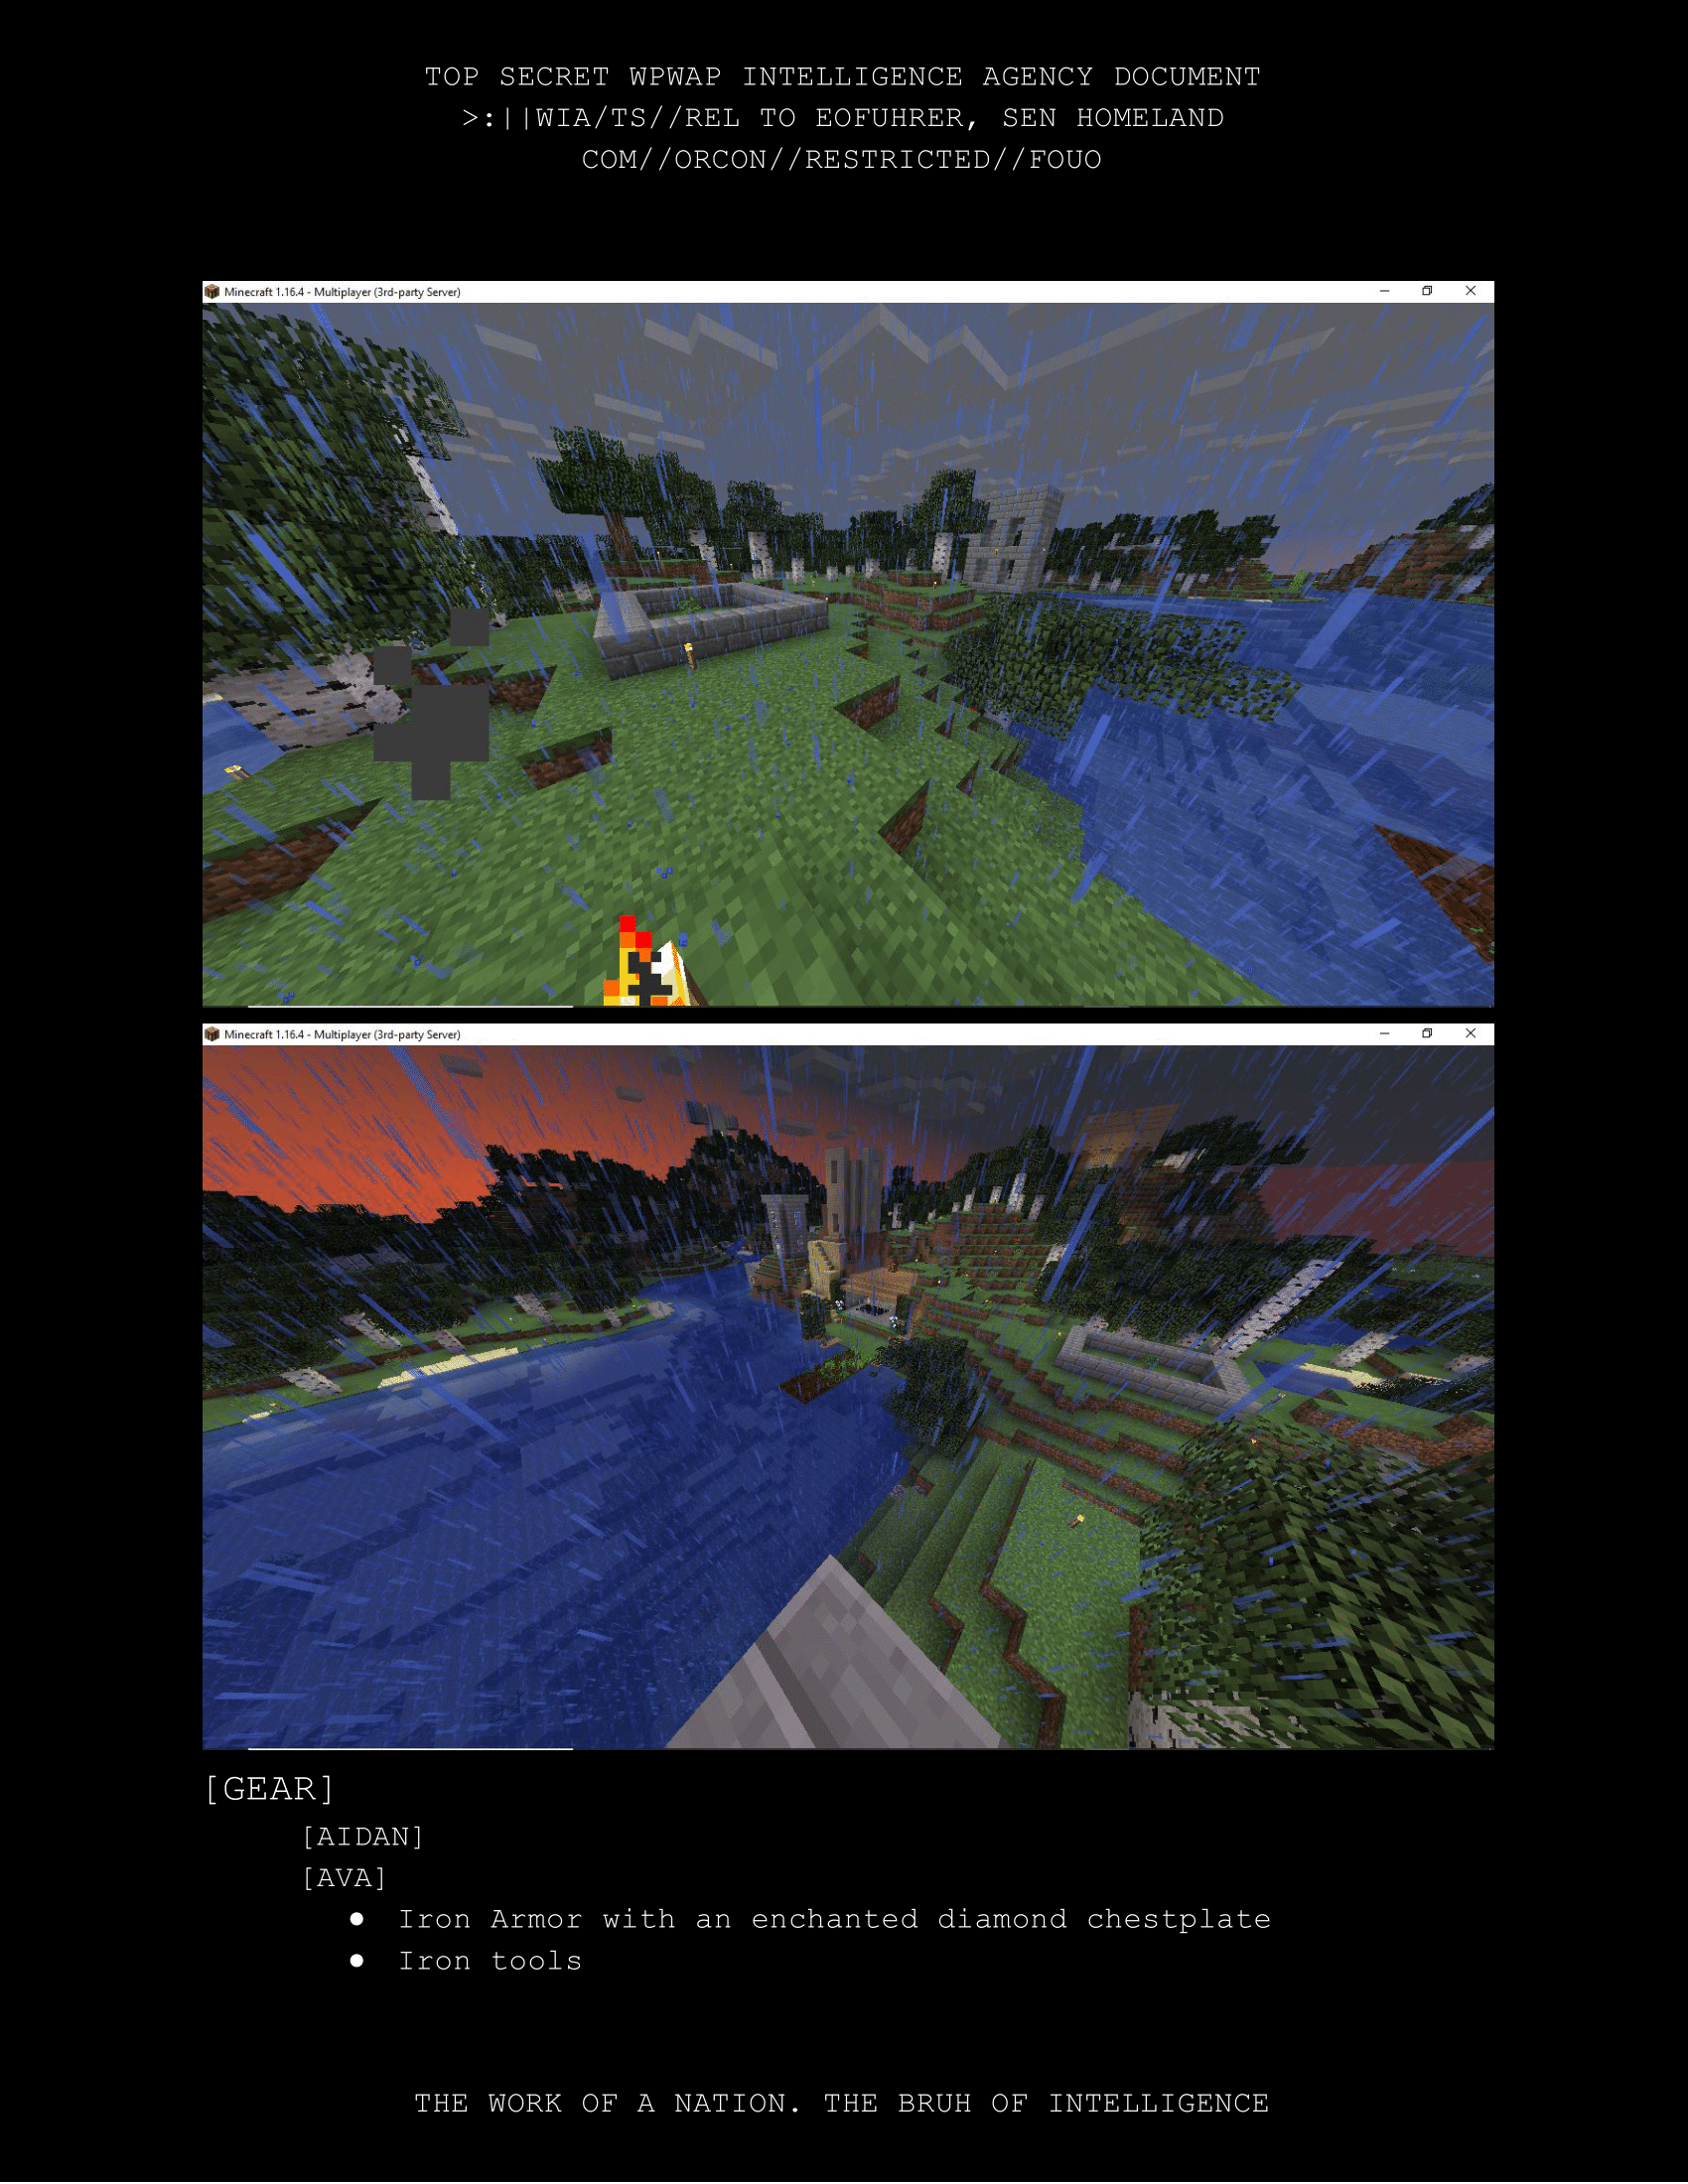 TOP SECRET WPWAP INTELLIGENCE AGENCY DOCUMENT
>:||WIA/TS//REL TO EOFUHRER, SEN HOMELAND
COM//ORCON//RESTRICTED//FOUO
Minecraft 1.16.4 - Multiplayer (3rd-party Server)
Minecraft 1.16.4 - Multiplayer (3rd-party Server)
[GEAR]
[AIDAN]
[AVA]
● Iron Armor with an enchanted diamond chestplate
● Iron tools
THE WORK OF A NATION. THE BRUH OF INTELLIGENCE